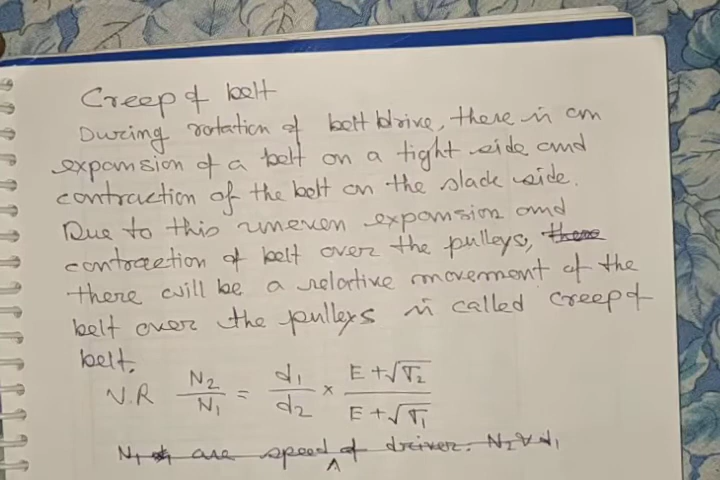 Creep of belt
During rotation of belt drive, there is an
expansion of a belt on a tight side and
contraction of the belt on the slack side.
Due to this uneven expansion and
contraction of belt over the pulleys, there
there will be a relative movement of the
belt over the pulleys is called creep of
belt.
V.R N₂/N₁ = d₁/d₂ × E + √σ₂ / E + √σ₁
N₁ are speed of driver. N₂ & d₁